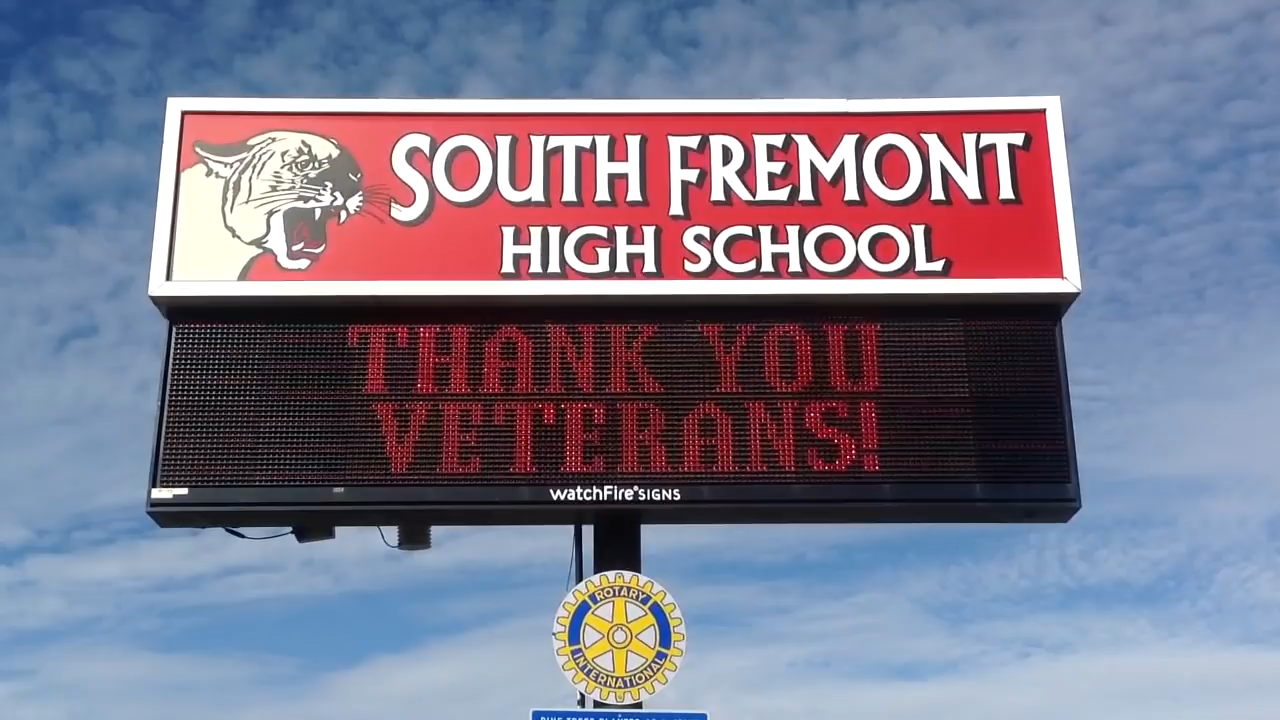 SOUTH FREMONT
HIGH SCHOOL
THANK YOU
VETERANS!
watchFire SIGNS
ROTARY
INTERNATIONAL